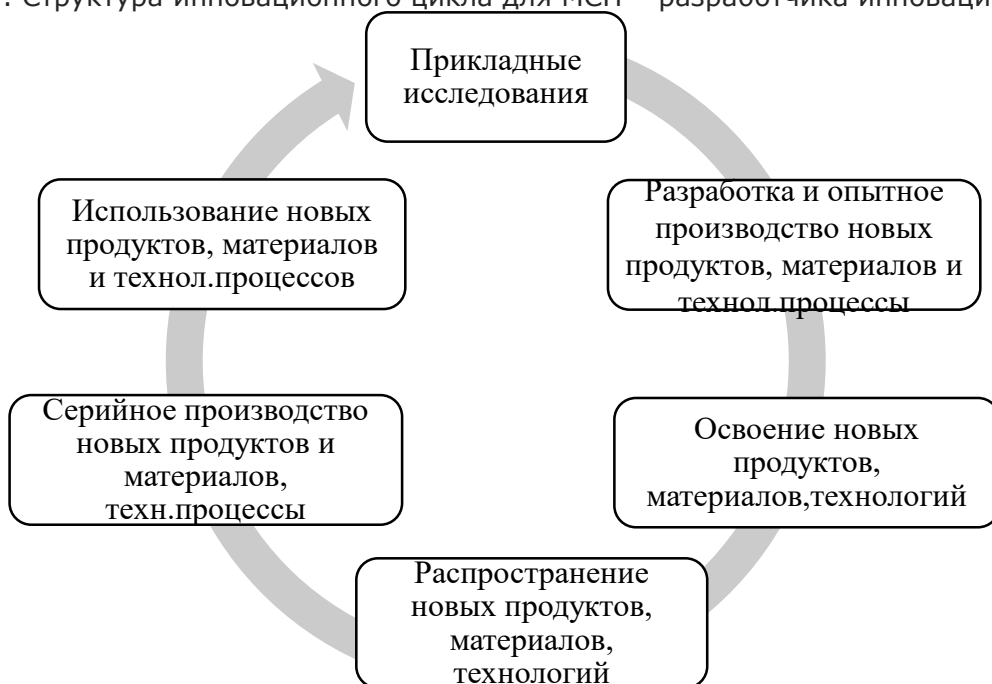 . Структура инновационного цикла для МСП – разработчика инноваци
Прикладные
исследования
Разработка и опытное
производство новых
продуктов, материалов и
технол.процессы
Освоение новых
продуктов,
материалов,технологий
Распространение
новых продуктов,
материалов,
технологий
Серийное производство
новых продуктов и
материалов,
техн.процессы
Использование новых
продуктов, материалов
и технол.процессов